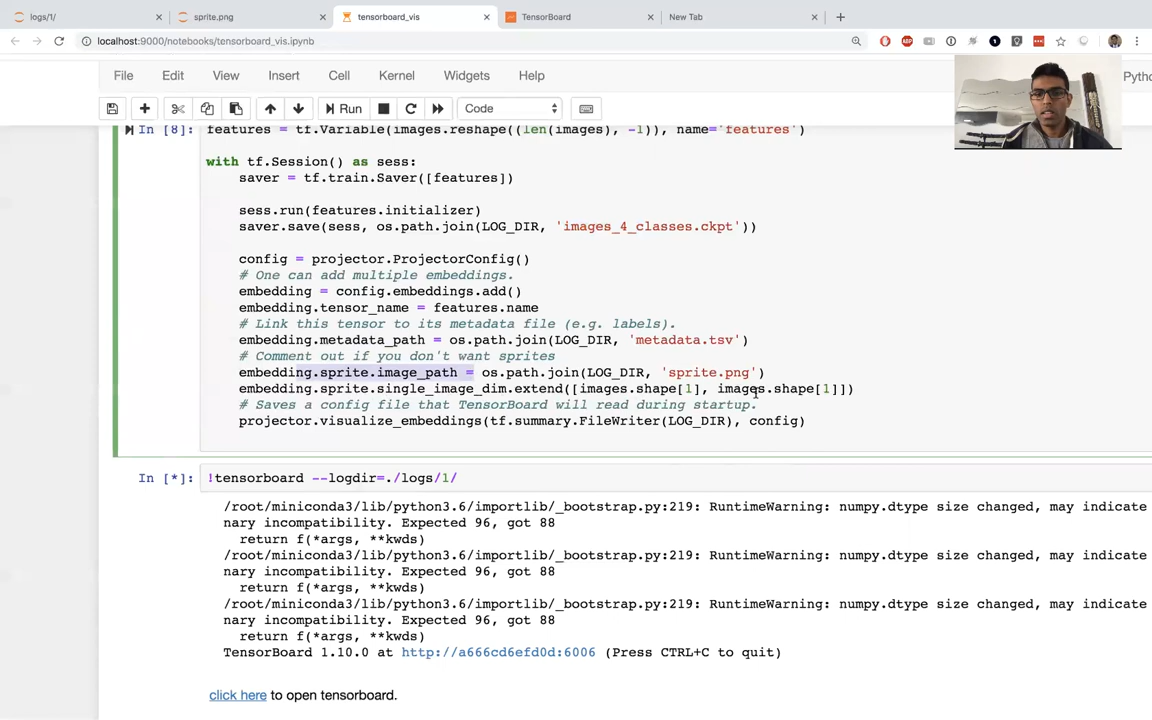 logs/1/
sprite.png
tensorboard_vis
TensorBoard
New Tab
localhost:9000/notebooks/tensorboard_vis.ipynb
File Edit View Insert Cell Kernel Widgets Help
Run Code
In [8]: features = tf.Variable(images.reshape((len(images), -1)), name='features')
with tf.Session() as sess:
saver = tf.train.Saver([features])
sess.run(features.initializer)
saver.save(sess, os.path.join(LOG_DIR, 'images_4_classes.ckpt'))
config = projector.ProjectorConfig()
# One can add multiple embeddings.
embedding = config.embeddings.add()
embedding.tensor_name = features.name
# Link this tensor to its metadata file (e.g. labels).
embedding.metadata_path = os.path.join(LOG_DIR, 'metadata.tsv')
# Comment out if you don't want sprites
embedding.sprite.image_path = os.path.join(LOG_DIR, 'sprite.png')
embedding.sprite.single_image_dim.extend([images.shape[1], images.shape[1]])
# Saves a config file that TensorBoard will read during startup.
projector.visualize_embeddings(tf.summary.FileWriter(LOG_DIR), config)
In [*]: !tensorboard --logdir=./logs/1/
/root/miniconda3/lib/python3.6/importlib/_bootstrap.py:219: RuntimeWarning: numpy.dtype size changed, may indicate
nary incompatibility. Expected 96, got 88
return f(*args, **kwds)
/root/miniconda3/lib/python3.6/importlib/_bootstrap.py:219: RuntimeWarning: numpy.dtype size changed, may indicate
nary incompatibility. Expected 96, got 88
return f(*args, **kwds)
/root/miniconda3/lib/python3.6/importlib/_bootstrap.py:219: RuntimeWarning: numpy.dtype size changed, may indicate
nary incompatibility. Expected 96, got 88
return f(*args, **kwds)
TensorBoard 1.10.0 at http://a666cd6efd0d:6006 (Press CTRL+C to quit)
click here to open tensorboard.